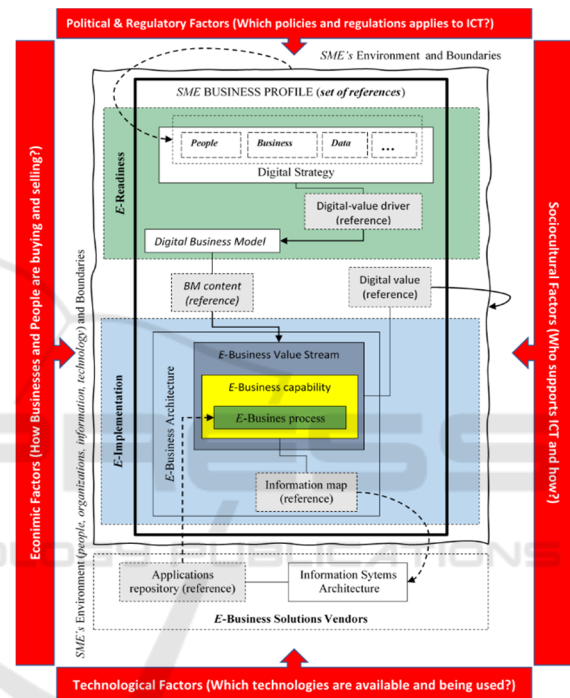 Political & Regulatory Factors (Which policies and regulations applies to ICT?)
SME's Environment and Boundaries
SME BUSINESS PROFILE (set of references)
People
Business
Data
...
Digital Strategy
E-Readiness
Digital-value driver
(reference)
Digital Business Model
BM content
(reference)
Digital value
(reference)
E-Implementation
E-Business Architecture
E-Business Value Stream
E-Business capability
E-Busines process
Information map
(reference)
Applications
repository (reference)
Information Sytems
Architecture
E-Business Solutions Vendors
Econimic Factors (How Businesses and People are buying and selling?)
SME's Environment (people, organizations, information, technology) and Boundaries
Sociocultural Factors (Who supports ICT and how?)
Technological Factors (Which technologies are available and being used?)
PRESS
OLOGY PUBLICATIONS